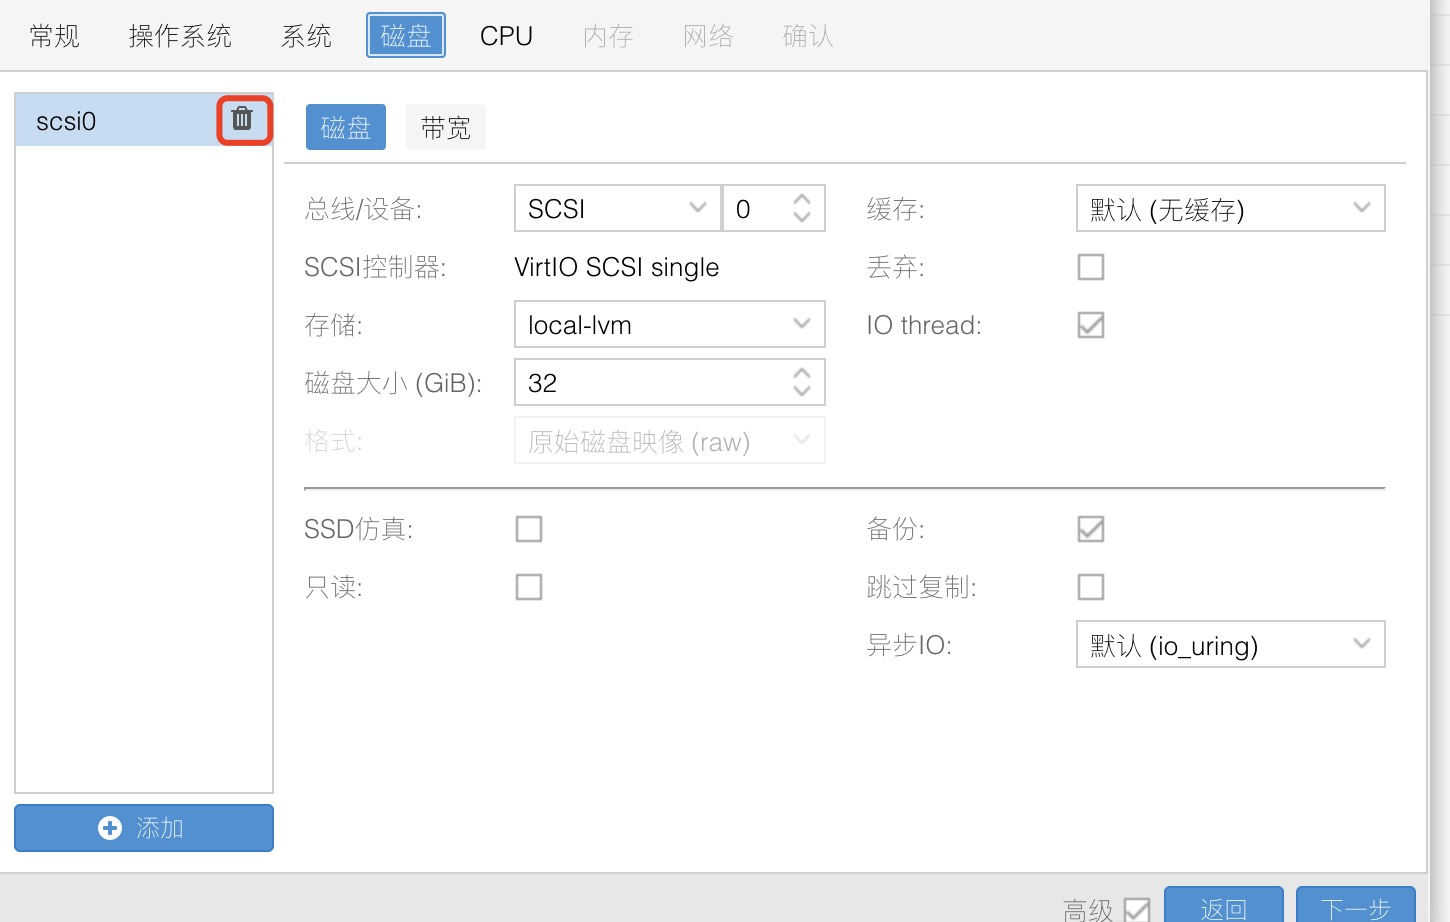 常规 操作系统 系统 磁盘 CPU 内存 网络 确认
scsi0
磁盘 带宽
总线/设备: SCSI 0 缓存: 默认 (无缓存)
SCSI控制器: VirtIO SCSI single 丢弃:
存储: local-lvm IO thread:
磁盘大小 (GiB): 32
格式: 原始磁盘映像 (raw)
SSD仿真: 备份:
只读: 跳过复制:
异步IO: 默认 (io_uring)
添加
高级 返回 下一步